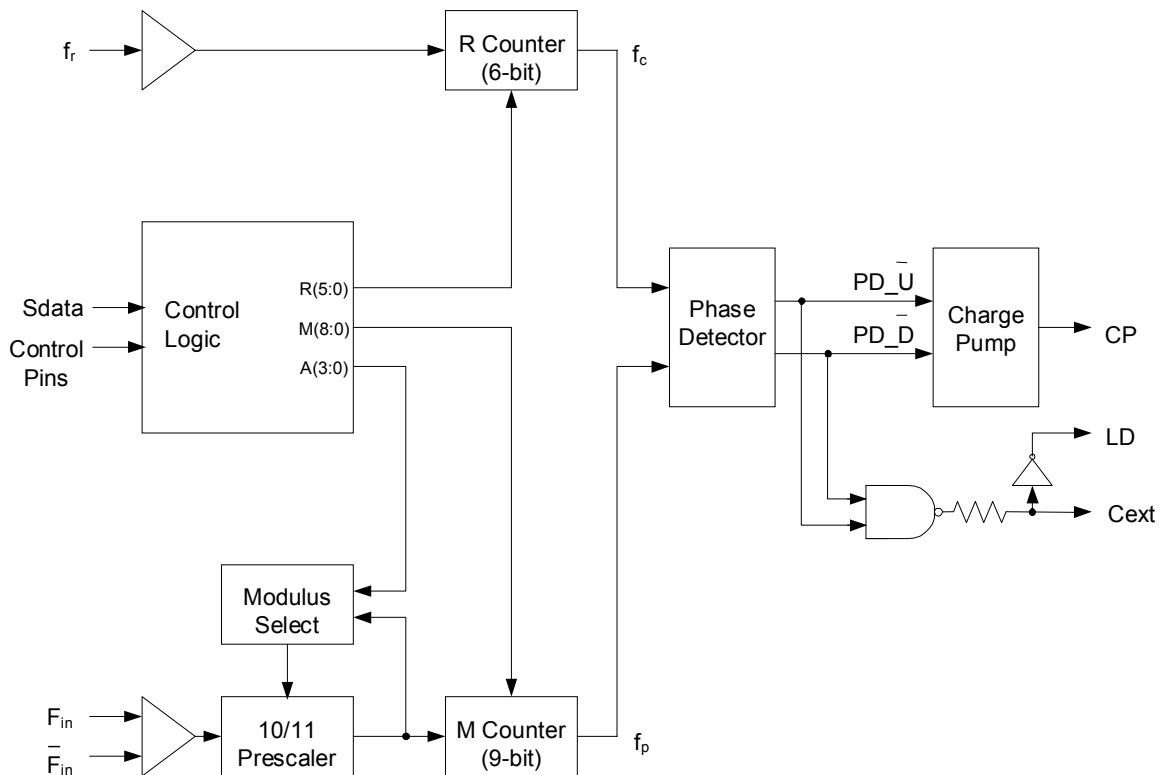 f_r
R Counter
(6-bit)
f_c
Sdata
Control
Pins
Control
Logic
R(5:0)
M(8:0)
A(3:0)
Phase
Detector
PD_U̅
PD_D̅
Charge
Pump
CP
LD
Cext
Modulus
Select
F_in
F̅_in
10/11
Prescaler
M Counter
(9-bit)
f_p